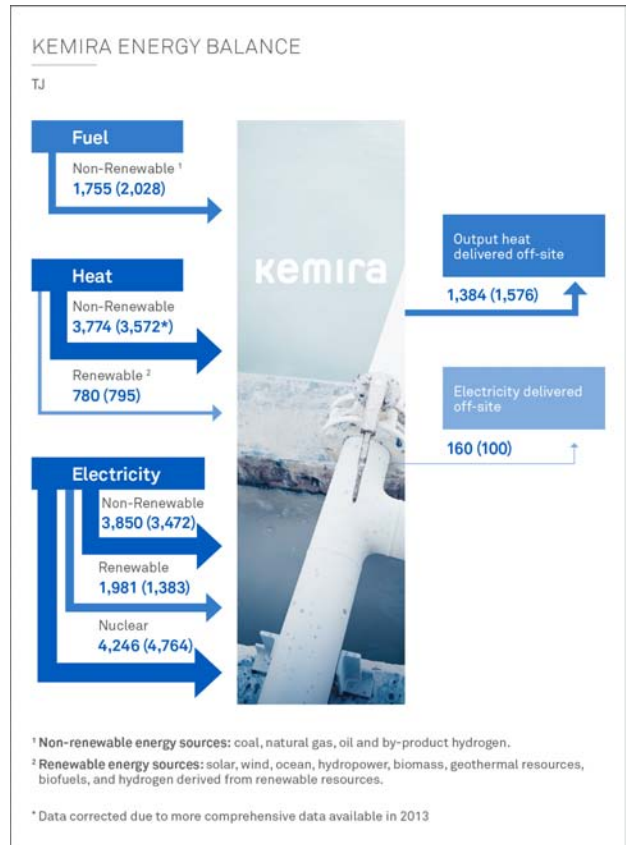 KEMIRA ENERGY BALANCE
TJ
Fuel
Non-Renewable ¹
1,755 (2,028)
Heat
Non-Renewable
3,774 (3,572*)
Renewable ²
780 (795)
Electricity
Non-Renewable
3,850 (3,472)
Renewable
1,981 (1,383)
Nuclear
4,246 (4,764)
kemira
Output heat
delivered off-site
1,384 (1,576)
Electricity delivered
off-site
160 (100)
¹ Non-renewable energy sources: coal, natural gas, oil and by-product hydrogen.
² Renewable energy sources: solar, wind, ocean, hydropower, biomass, geothermal resources,
biofuels, and hydrogen derived from renewable resources.
* Data corrected due to more comprehensive data available in 2013